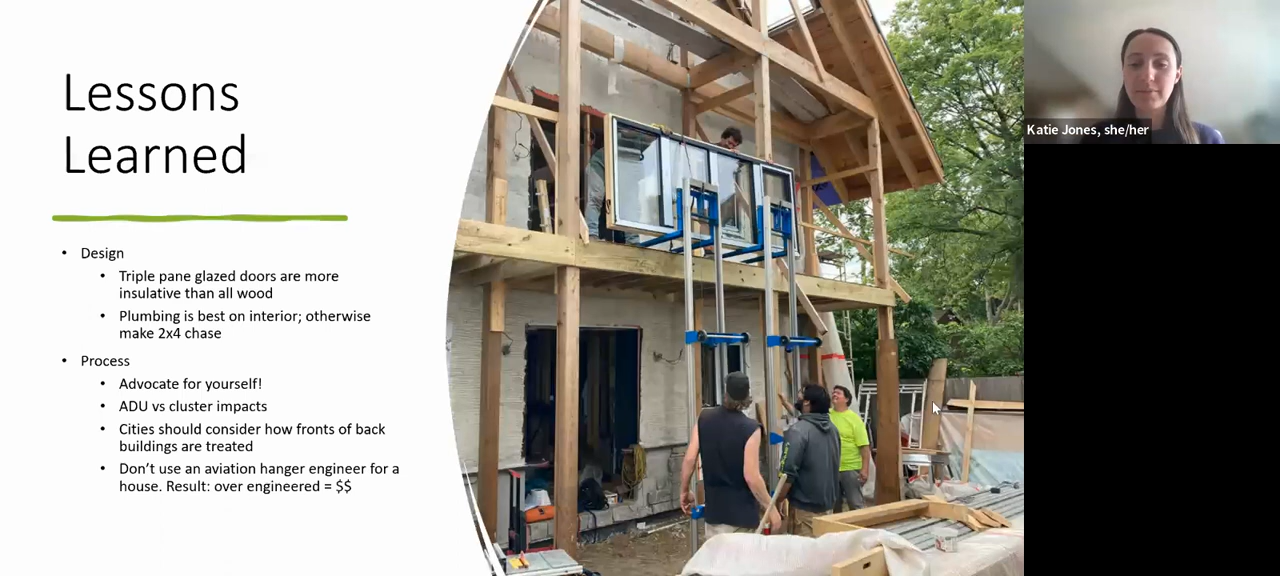 Lessons
Learned
• Design
• Triple pane glazed doors are more
insulative than all wood
• Plumbing is best on interior; otherwise
make 2x4 chase
• Process
• Advocate for yourself!
• ADU vs cluster impacts
• Cities should consider how fronts of back
buildings are treated
• Don’t use an aviation hanger engineer for a
house. Result: over engineered = $$
Katie Jones, she/her